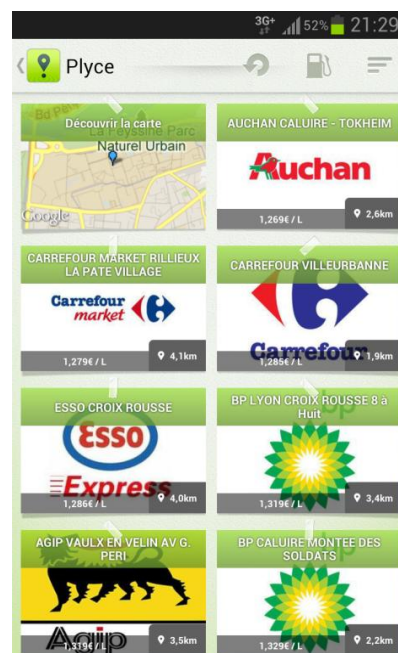 3G+ 52% 21:29
Plyce
Découvrir la carte
La Feyssine Parc
Naturel Urbain
Google
AUCHAN CALUIRE - TOKHEIM
Auchan
1,269€ / L 2,6km
CARREFOUR MARKET RILLIEUX
LA PATE VILLAGE
Carrefour
market
1,279€ / L 4,1km
CARREFOUR VILLEURBANNE
Carrefour
1,285€ / L 1,9km
ESSO CROIX ROUSSE
Esso
Express
1,286€ / L 4,0km
BP LYON CROIX ROUSSE 8 à
Huit
bp
1,319€ / L 3,4km
AGIP VAULX EN VELIN AV G.
PERI
Agip
1,319€ / L 3,5km
BP CALUIRE MONTEE DES
SOLDATS
bp
1,329€ / L 2,2km